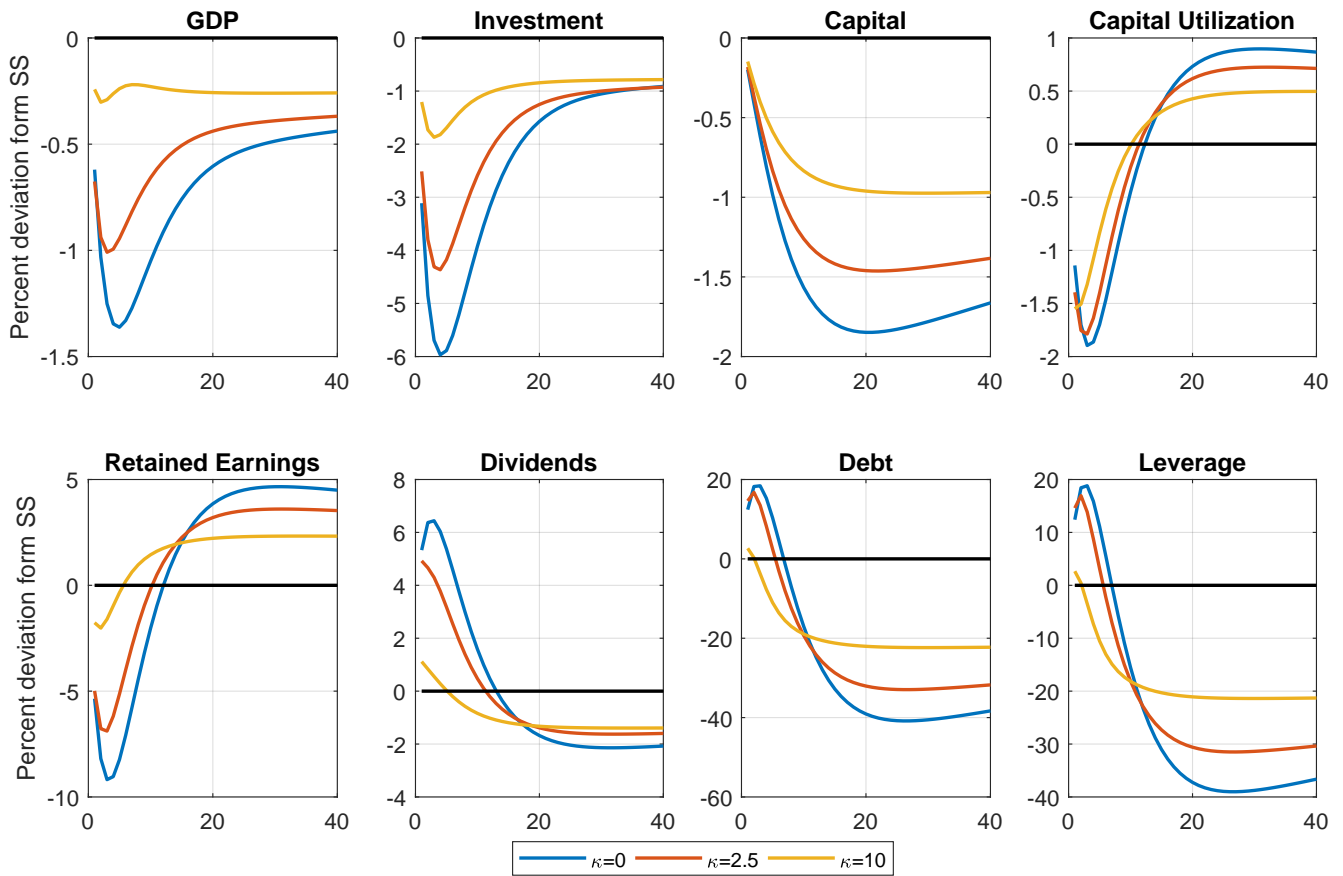 GDP
Investment
Capital
Capital Utilization
Percent deviation form SS
0
-0.5
-1
-1.5
0 20 40
0
-1
-2
-3
-4
-5
-6
0 20 40
0
-0.5
-1
-1.5
-2
0 20 40
1
0.5
0
-0.5
-1
-1.5
-2
0 20 40
Retained Earnings
Dividends
Debt
Leverage
Percent deviation form SS
5
0
-5
-10
0 20 40
8
6
4
2
0
-2
-4
0 20 40
20
0
-20
-40
-60
0 20 40
20
10
0
-10
-20
-30
-40
0 20 40
κ=0 κ=2.5 κ=10